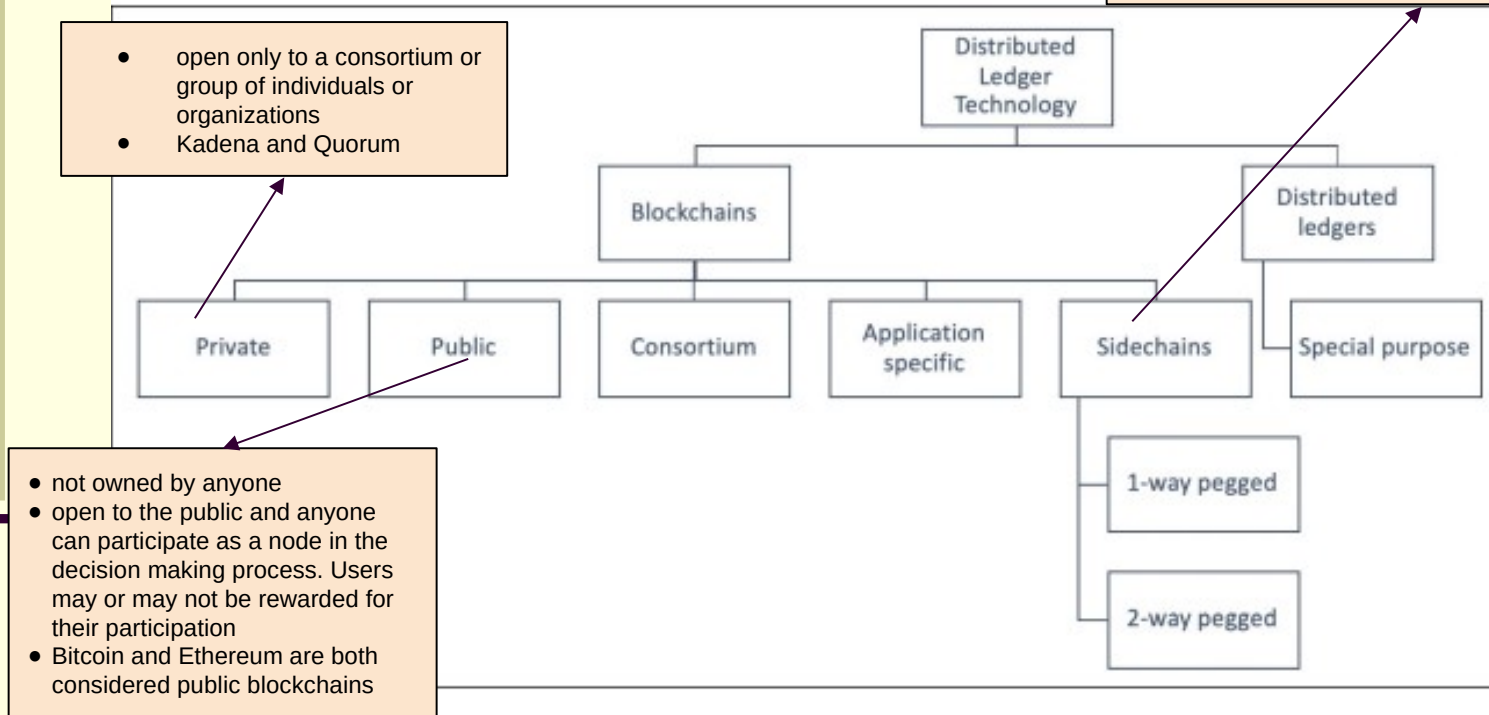 ● open only to a consortium or
group of individuals or
organizations
● Kadena and Quorum
Distributed
Ledger
Technology
Blockchains
Distributed
ledgers
Private
Public
Consortium
Application
specific
Sidechains
Special purpose
1-way pegged
2-way pegged
● not owned by anyone
● open to the public and anyone
can participate as a node in the
decision making process. Users
may or may not be rewarded for
their participation
● Bitcoin and Ethereum are both
considered public blockchains